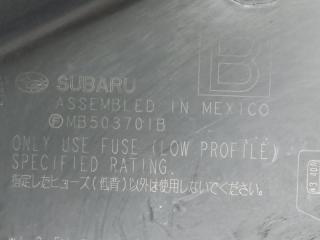 SUBARU
B
ASSEMBLED IN MEXICO
Ⓕ MB503701B
ONLY USE FUSE (LOW PROFILE)
SPECIFIED RATING.
指定したヒューズ(低背)以外は使用しないでください。